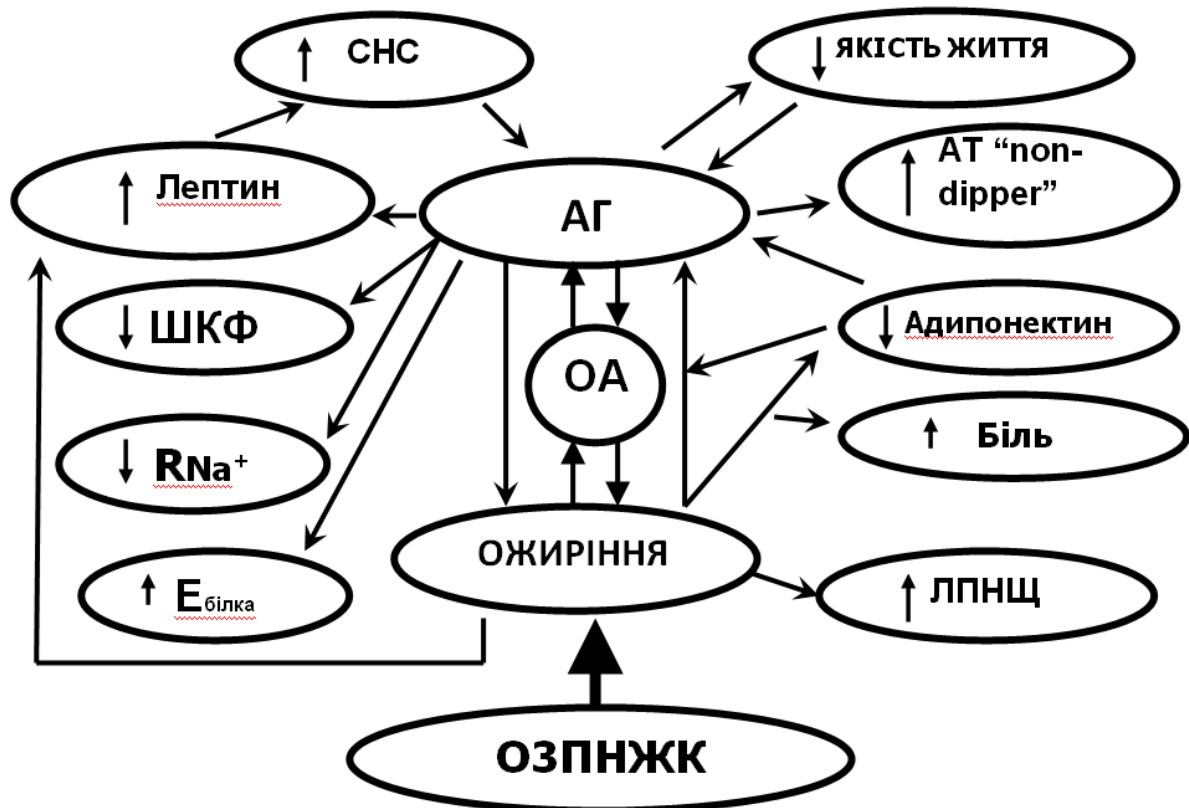 СНС
ЯКІСТЬ ЖИТТЯ
Лептин
АТ “non-
dipper”
АГ
ШКФ
Адипонектин
ОА
RNa⁺
Біль
ОЖИРІННЯ
Eбілка
ЛПНЩ
ОЗПНЖК